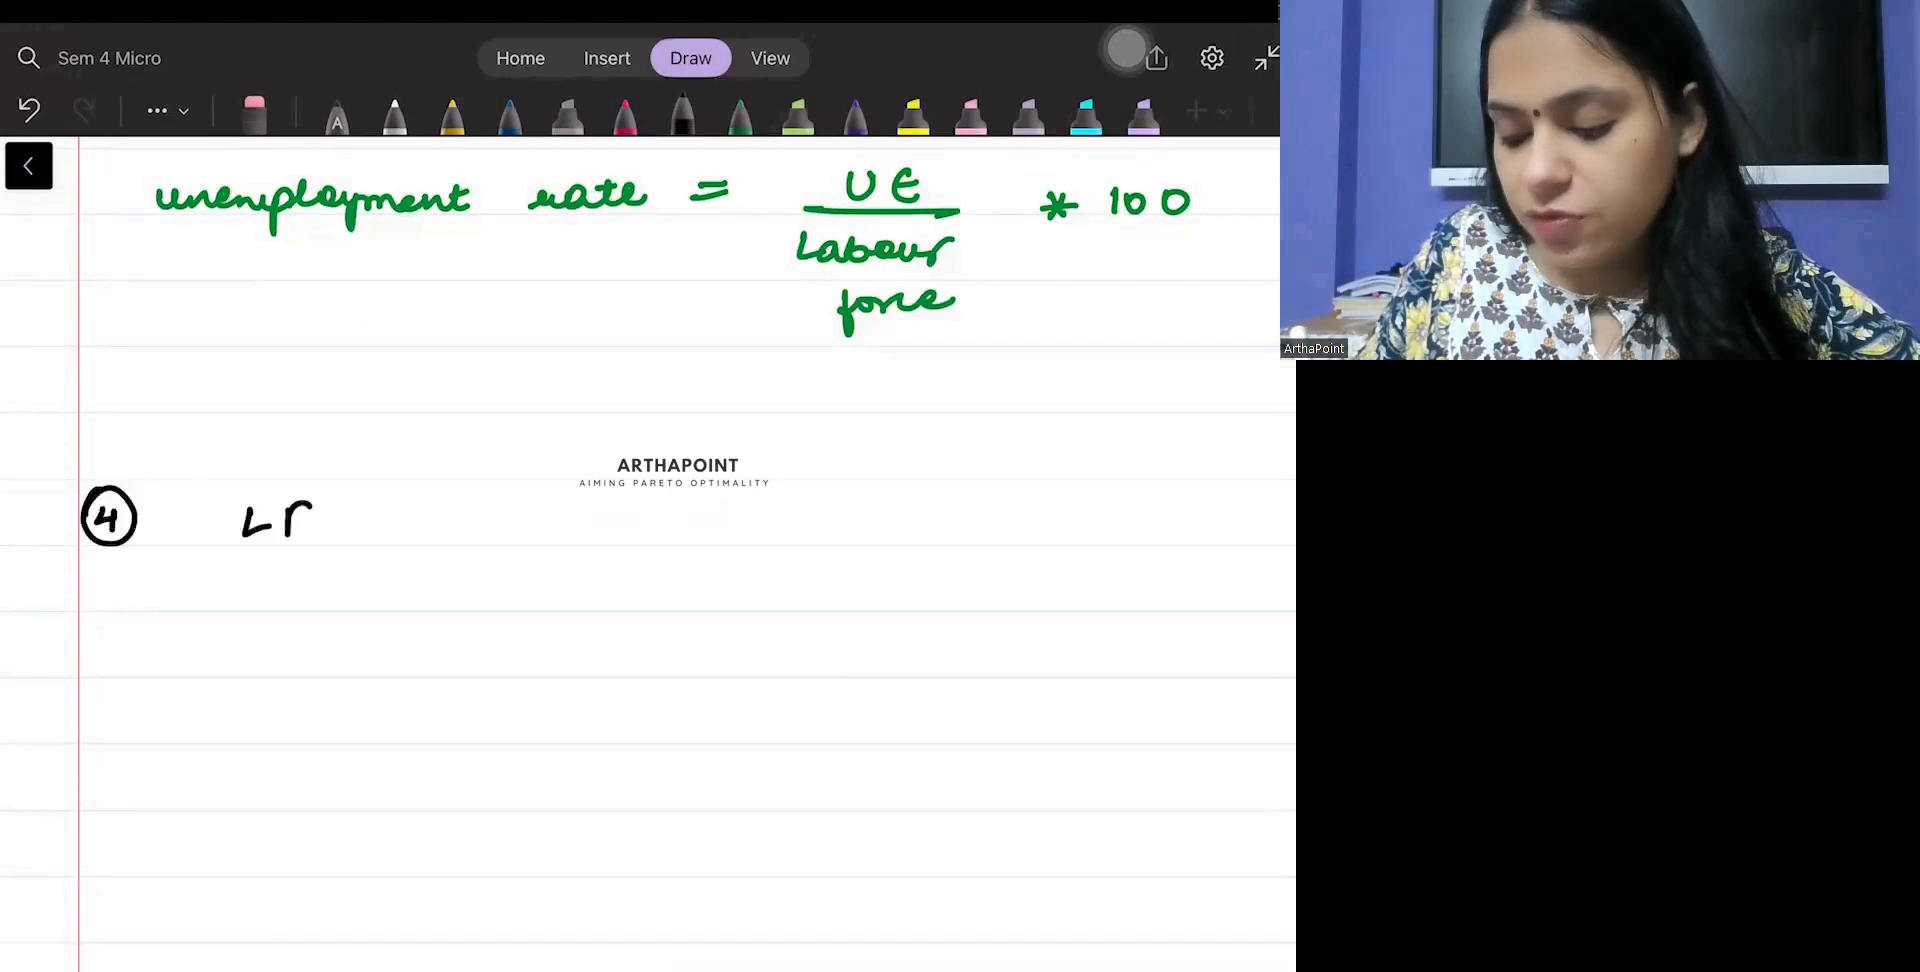 Sem 4 Micro
Home Insert Draw View
A
unemployment rate = UE * 100
Labour
force
ARTHAPOINT
AIMING PARETO OPTIMALITY
4 Lr
ArthaPoint